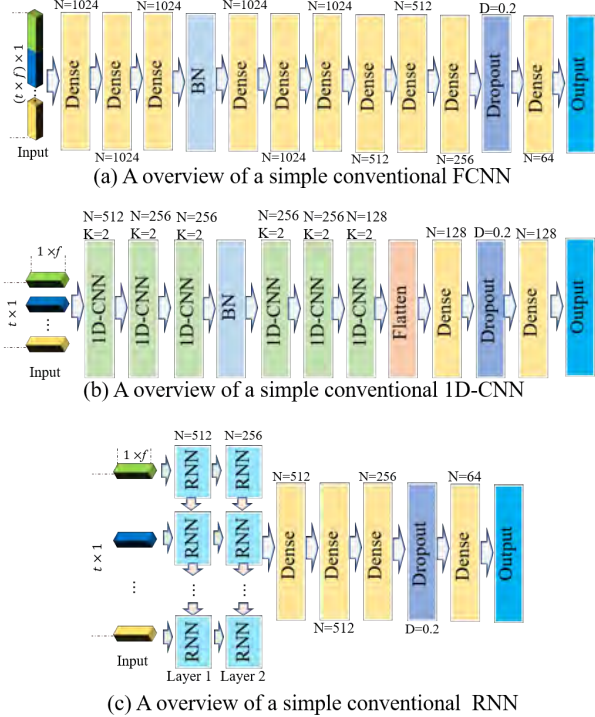 N=1024 N=1024 N=1024 N=1024 N=512 D=0.2
(t × f) × 1
Dense Dense Dense BN Dense Dense Dense Dense Dense Dropout Dense Output
Input N=1024 N=1024 N=512 N=256 N=64
(a) A overview of a simple conventional FCNN
N=512 N=256 N=256 N=256 N=256 N=128 N=128 D=0.2 N=128
K=2 K=2 K=2 K=2 K=2 K=2
1 ×f
t × 1
1D-CNN 1D-CNN 1D-CNN BN 1D-CNN 1D-CNN 1D-CNN Flatten Dense Dropout Dense Output
...
Input
(b) A overview of a simple conventional 1D-CNN
N=512 N=256
1 ×f
RNN RNN
N=512 N=256 N=64
t × 1
RNN RNN
Dense Dense Dense Dropout Dense Output
... ... ...
RNN RNN
N=512 D=0.2
Input Layer 1 Layer 2
(c) A overview of a simple conventional RNN